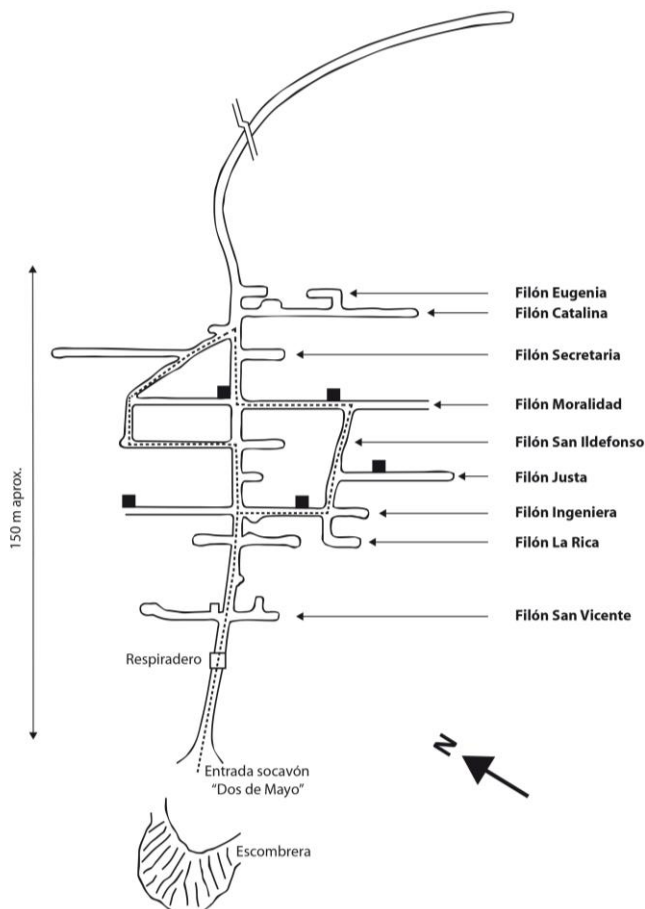 Filón Eugenia
Filón Catalina
Filón Secretaria
Filón Moralidad
Filón San Ildefonso
Filón Justa
Filón Ingeniera
Filón La Rica
Filón San Vicente
150 m aprox.
Respiradero
Entrada socavón
"Dos de Mayo"
N
Escombrera